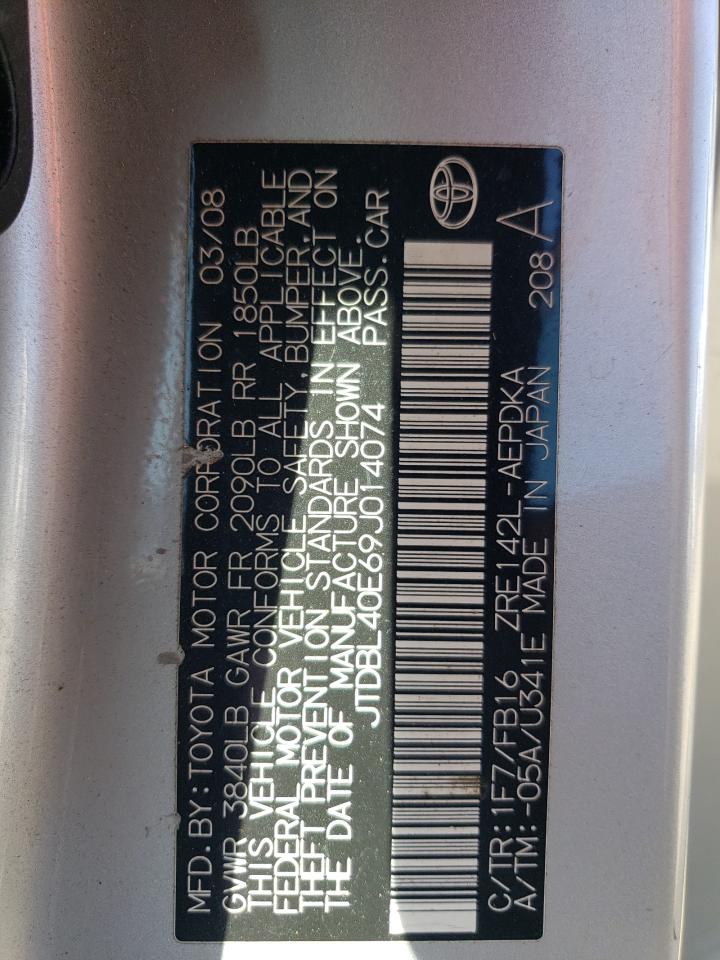 MFD.BY:TOYOTA MOTOR CORPORATION 03/08
GVWR 3840LB GAWR FR 2090LB RR 1850LB
THIS VEHICLE CONFORMS TO ALL APPLICABLE
FEDERAL MOTOR VEHICLE SAFETY,BUMPER,AND
THEFT PREVENTION STANDARDS IN EFFECT ON
THE DATE OF MANUFACTURE SHOWN ABOVE.
JTDBL40E69J014074 PASS.CAR
C/TR:1F7/FB16 ZRE142L-AEPDKA
A/TM:-05A/U341E MADE IN JAPAN 208 A